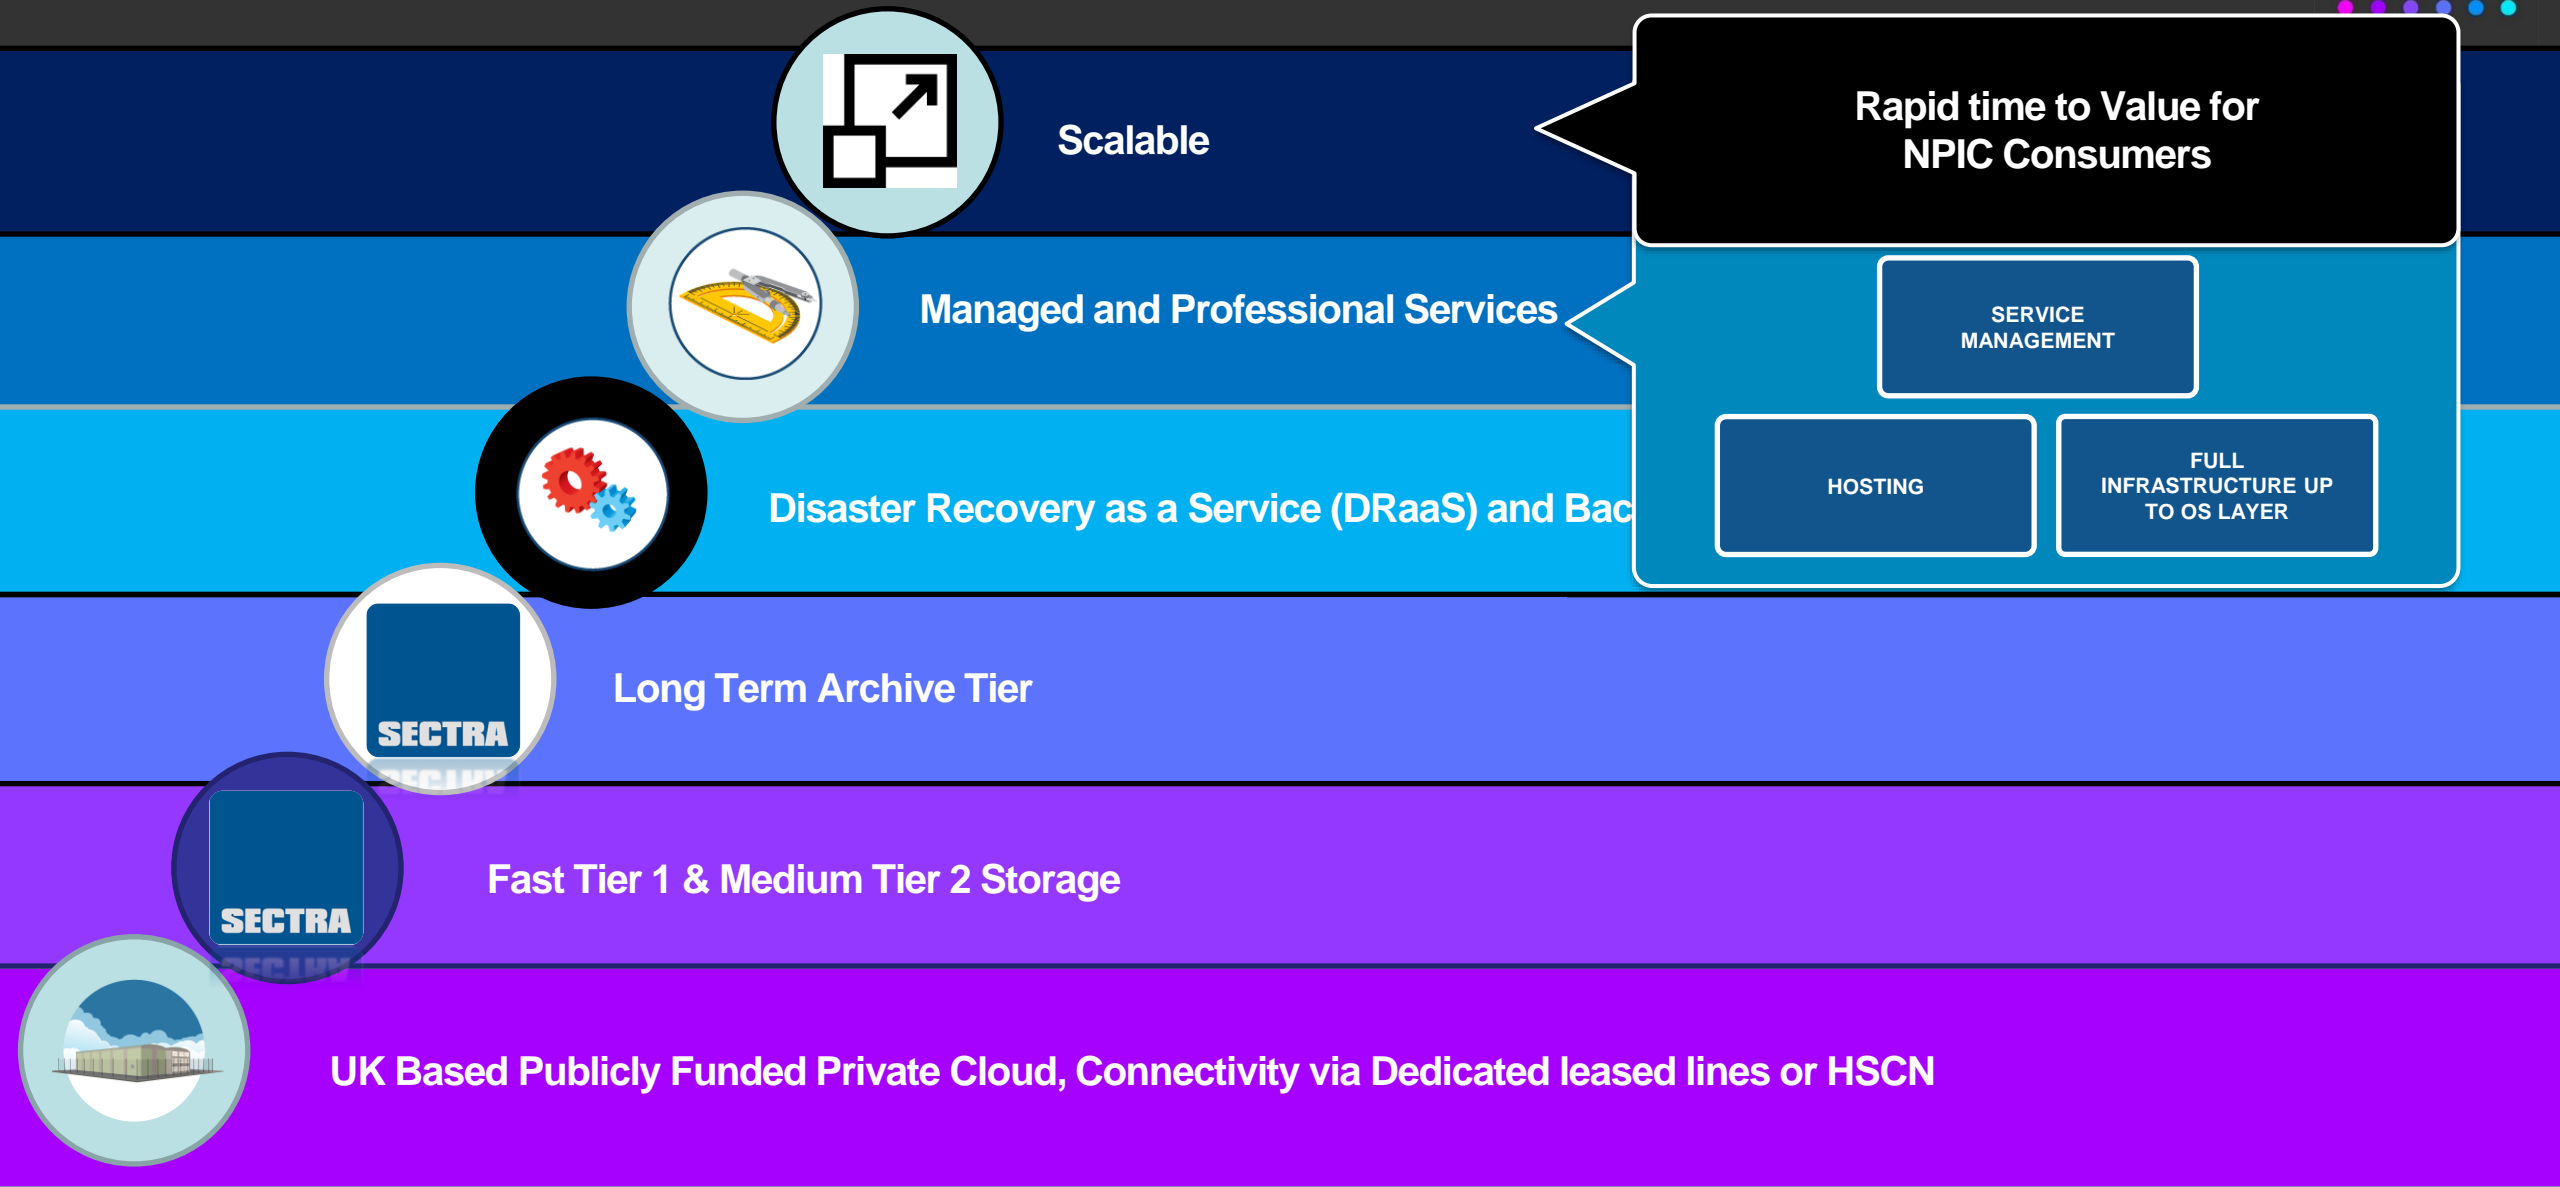 Scalable
Rapid time to Value for
NPIC Consumers
Managed and Professional Services
SERVICE
MANAGEMENT
HOSTING
FULL
INFRASTRUCTURE UP
TO OS LAYER
Disaster Recovery as a Service (DRaaS) and Bac
Long Term Archive Tier
SECTRA
Fast Tier 1 & Medium Tier 2 Storage
SECTRA
UK Based Publicly Funded Private Cloud, Connectivity via Dedicated leased lines or HSCN